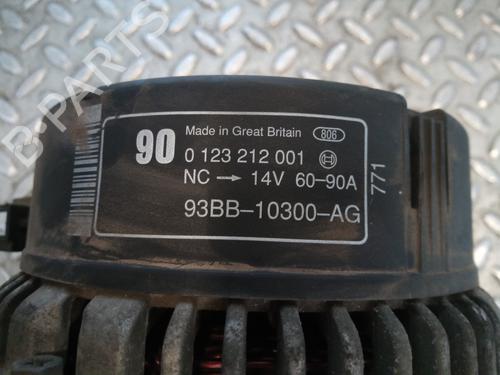 B-PARTS
90
Made in Great Britain 806
0 123 212 001
NC → 14V 60-90A
93BB-10300-AG
771